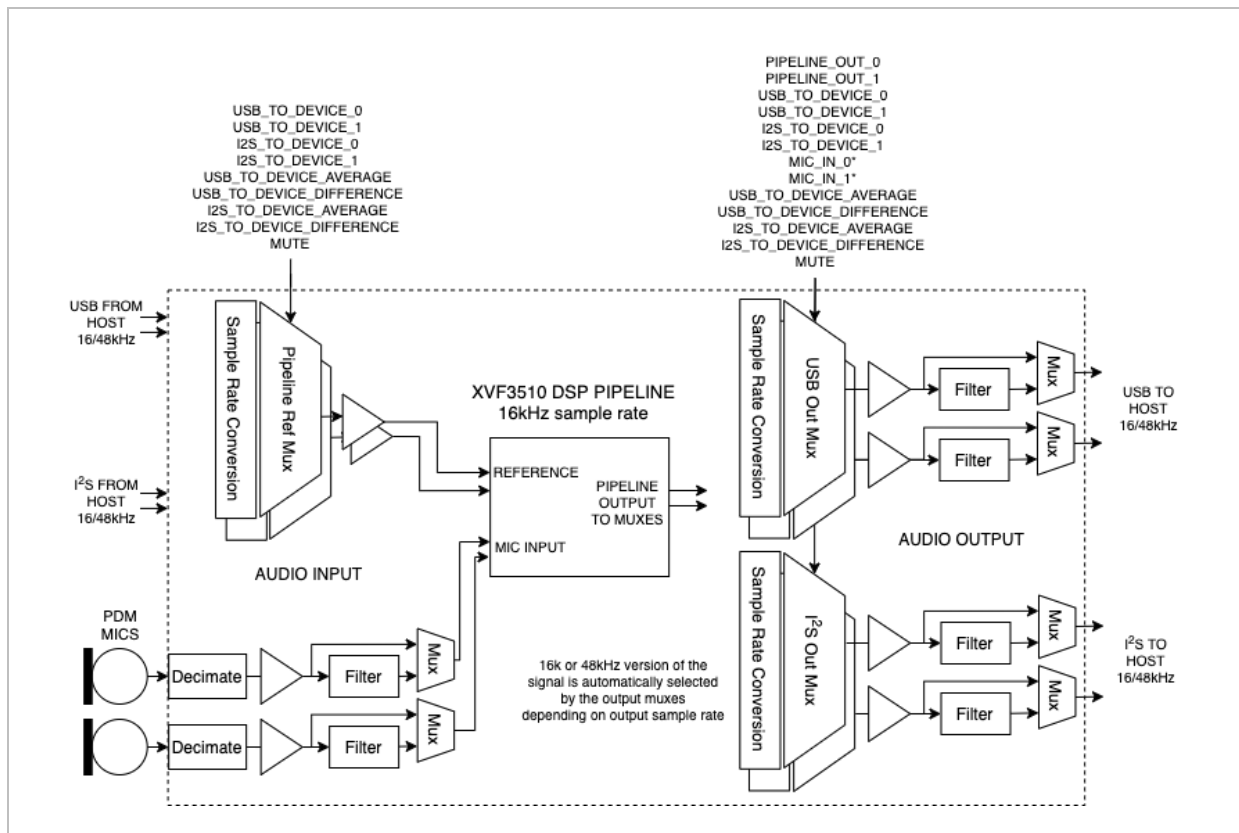 USB_TO_DEVICE_0
USB_TO_DEVICE_1
I2S_TO_DEVICE_0
I2S_TO_DEVICE_1
USB_TO_DEVICE_AVERAGE
USB_TO_DEVICE_DIFFERENCE
I2S_TO_DEVICE_AVERAGE
I2S_TO_DEVICE_DIFFERENCE
MUTE
PIPELINE_OUT_0
PIPELINE_OUT_1
USB_TO_DEVICE_0
USB_TO_DEVICE_1
I2S_TO_DEVICE_0
I2S_TO_DEVICE_1
MIC_IN_0*
MIC_IN_1*
USB_TO_DEVICE_AVERAGE
USB_TO_DEVICE_DIFFERENCE
I2S_TO_DEVICE_AVERAGE
I2S_TO_DEVICE_DIFFERENCE
MUTE
USB FROM
HOST
16/48kHz
I²S FROM
HOST
16/48kHz
Sample Rate Conversion
Pipeline Ref Mux
AUDIO INPUT
XVF3510 DSP PIPELINE
16kHz sample rate
REFERENCE
PIPELINE
OUTPUT
TO MUXES
MIC INPUT
PDM
MICS
Decimate
Filter
Mux
Decimate
Filter
Mux
16k or 48kHz version of the
signal is automatically selected
by the output muxes
depending on output sample rate
Sample Rate Conversion
USB Out Mux
Filter
Mux
Filter
Mux
USB TO
HOST
16/48kHz
AUDIO OUTPUT
Sample Rate Conversion
I²S Out Mux
Filter
Mux
Filter
Mux
I²S TO
HOST
16/48kHz